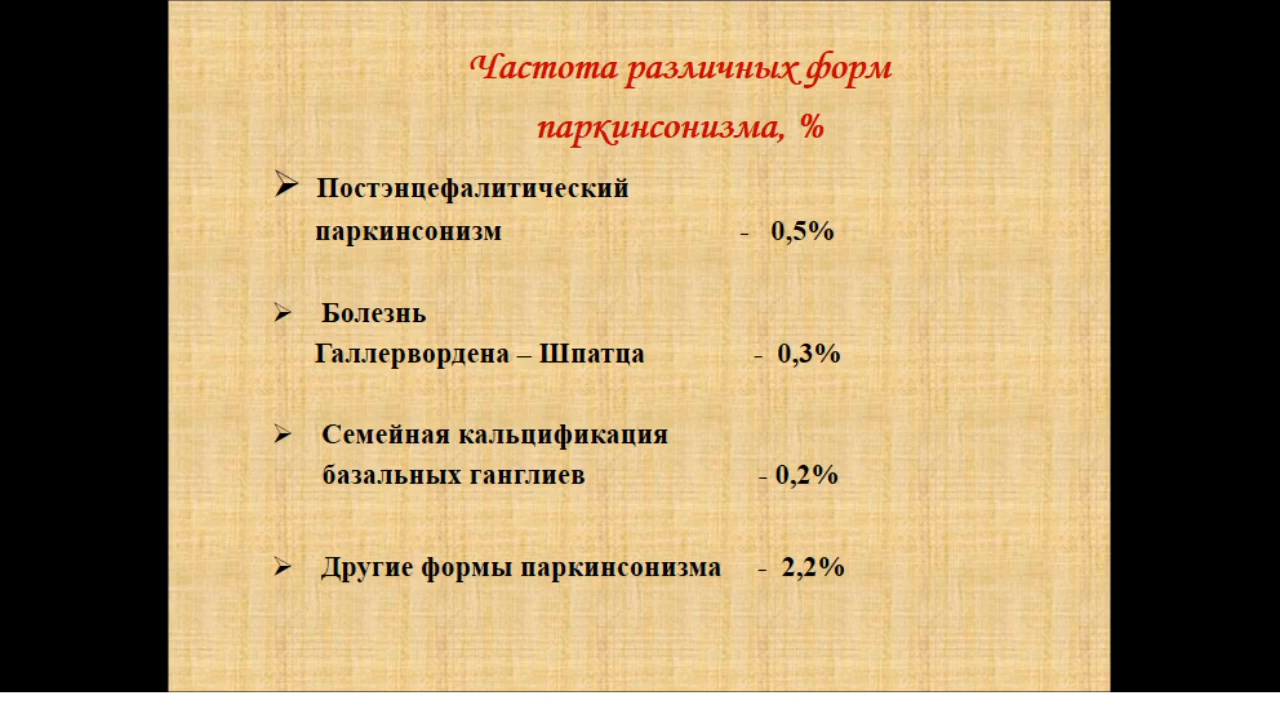 Частота различных форм
паркинсонизма, %
➢ Постэнцефалитический
паркинсонизм - 0,5%
➢ Болезнь
Галлервордена – Шпатца - 0,3%
➢ Семейная кальцификация
базальных ганглиев - 0,2%
➢ Другие формы паркинсонизма - 2,2%